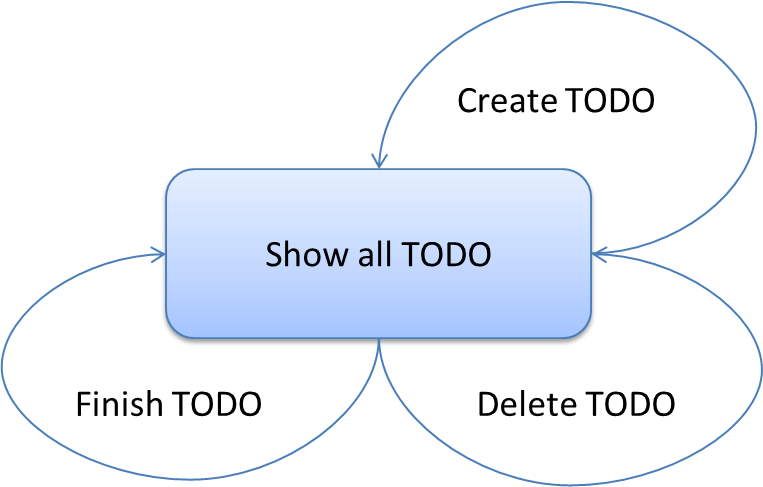 Create TODO
Show all TODO
Finish TODO
Delete TODO